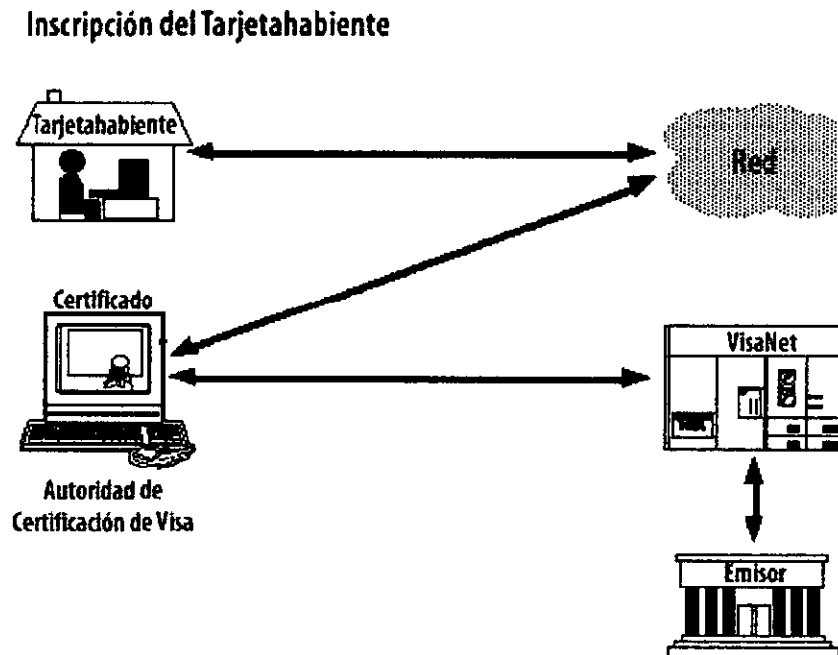 Inscripción del Tarjetahabiente
Tarjetahabiente
Red
Certificado
VisaNet
Autoridad de
Certificación de Visa
Emisor